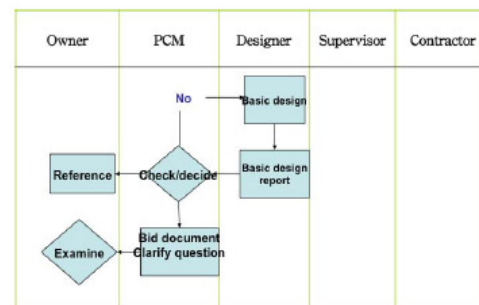 Owner PCM Designer Supervisor Contractor
No
Basic design
Basic design
report
Check/decide
Reference
Bid document
Clarify question
Examine